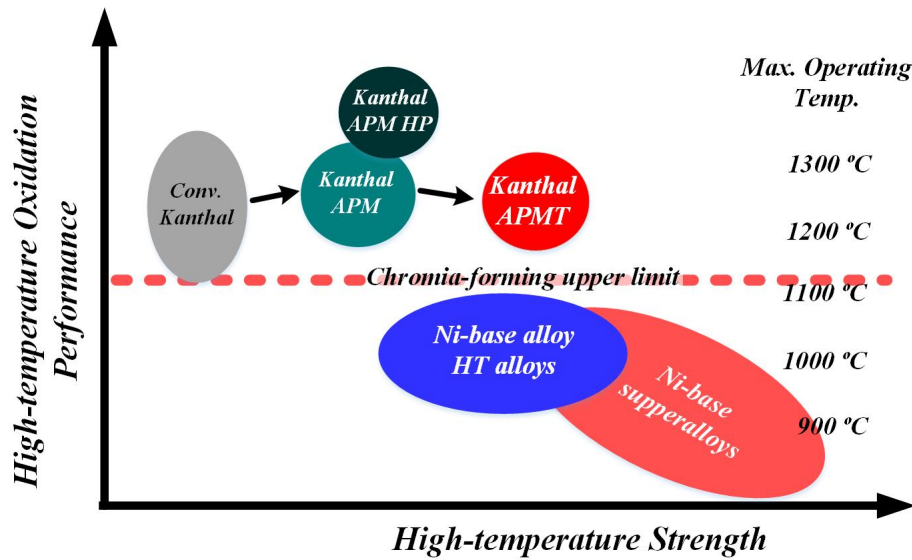 High-temperature Oxidation
Performance
Max. Operating
Temp.
Kanthal
APM HP
1300 ºC
Conv.
Kanthal
Kanthal
APM
Kanthal
APMT
1200 ºC
Chromia-forming upper limit
1100 ºC
Ni-base alloy
HT alloys
1000 ºC
Ni-base
supperalloys
900 ºC
High-temperature Strength